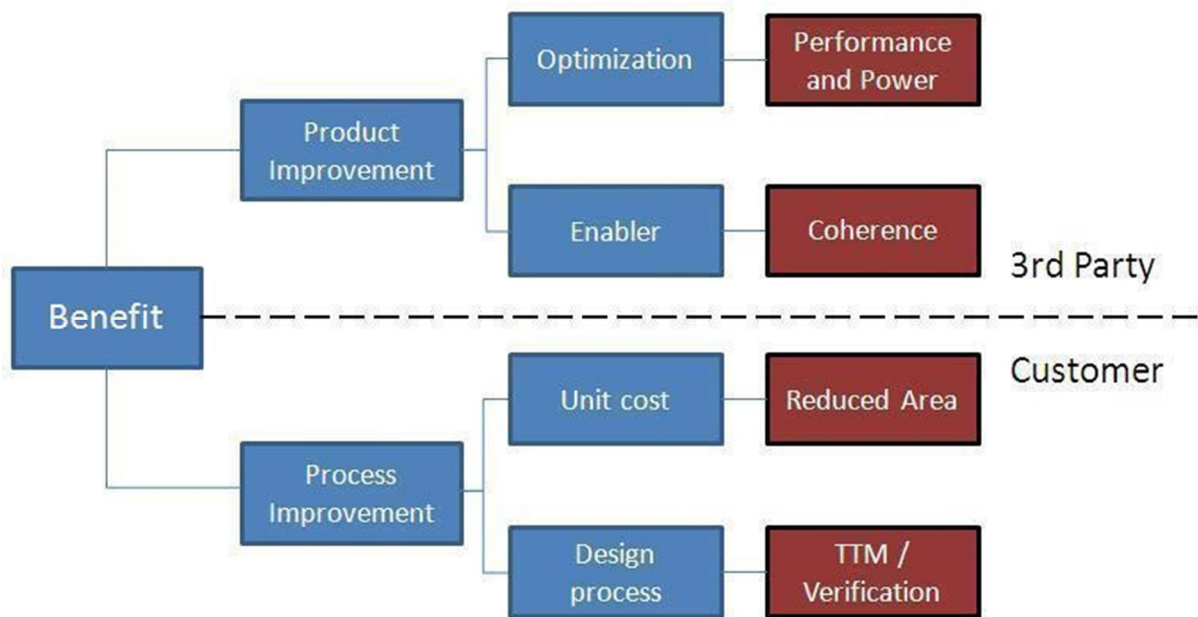 Optimization
Performance
and Power
Product
Improvement
Enabler
Coherence
3rd Party
Benefit
Customer
Unit cost
Reduced Area
Process
Improvement
Design
process
TTM /
Verification